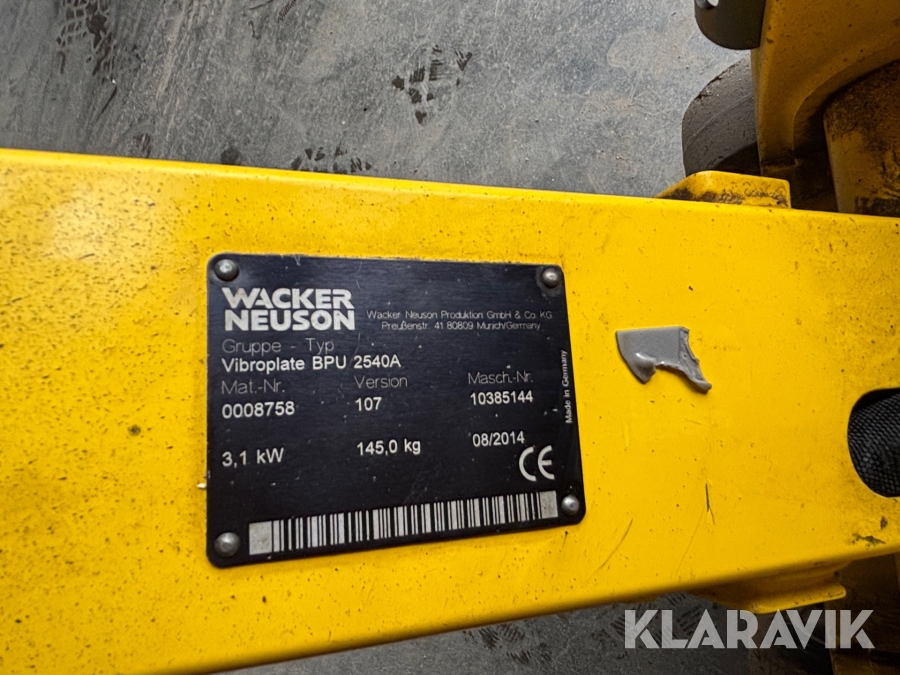 WACKER
NEUSON
Wacker Neuson Produktion GmbH & Co. KG
Preußenstr. 41 80809 Munich/Germany
Gruppe - Typ
Vibroplate BPU 2540A
Mat.-Nr. Version Masch.-Nr.
0008758 107 10385144
3,1 kW 145,0 kg 08/2014
CE
Made in Germany
KLARAVIK